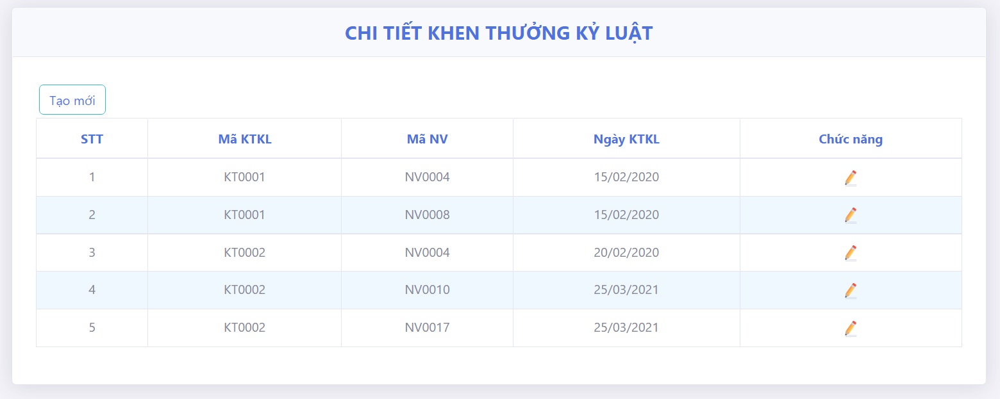 CHI TIẾT KHEN THƯỞNG KỶ LUẬT
Tạo mới
STT Mã KTKL Mã NV Ngày KTKL Chức năng
1 KT0001 NV0004 15/02/2020
2 KT0001 NV0008 15/02/2020
3 KT0002 NV0004 20/02/2020
4 KT0002 NV0010 25/03/2021
5 KT0002 NV0017 25/03/2021